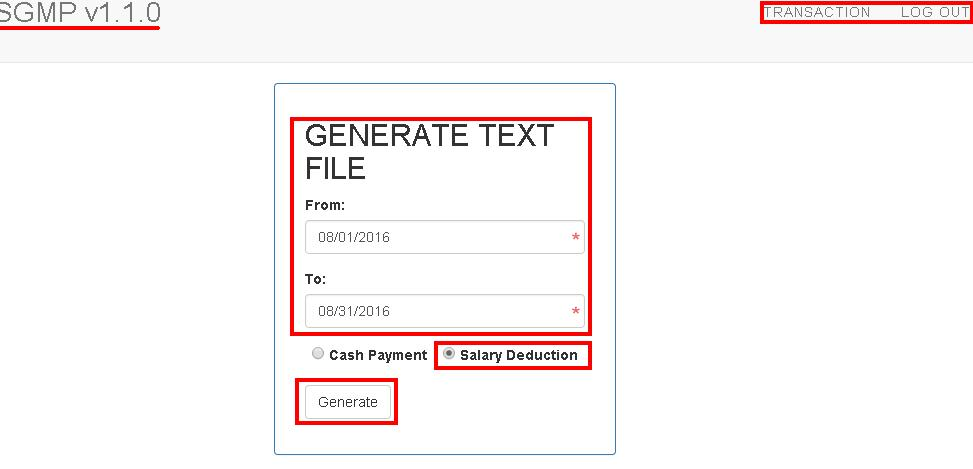 SGMP v1.1.0
TRANSACTION LOG OUT
GENERATE TEXT
FILE
From:
08/01/2016 *
To:
08/31/2016 *
Cash Payment Salary Deduction
Generate